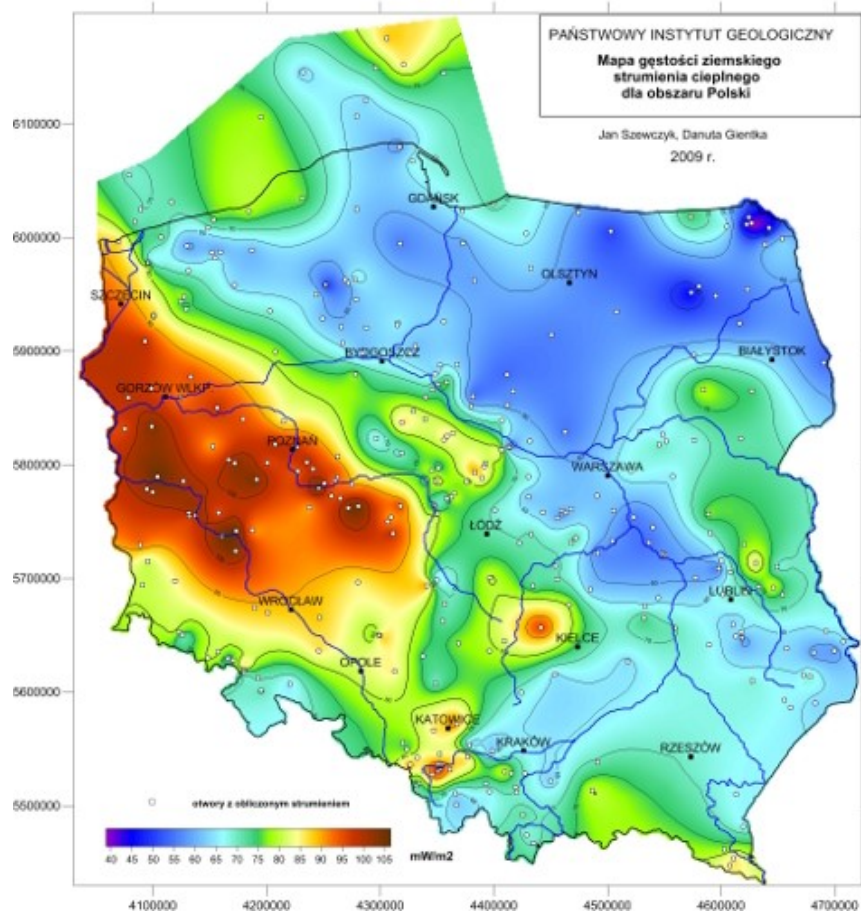 PAŃSTWOWY INSTYTUT GEOLOGICZNY
Mapa gęstości ziemskiego
strumienia cieplnego
dla obszaru Polski
Jan Szewczyk, Danuta Gientka
2009 r.
6100000
GDAŃSK
6000000
OLSZTYN
SZCZECIN
5900000
BYDGOSZCZ
BIAŁYSTOK
GORZÓW WLKP
POZNAŃ
5800000
WARSZAWA
ŁÓDŹ
5700000
LUBLIN
WROCŁAW
KIELCE
OPOLE
5600000
KATOWICE
KRAKÓW
RZESZÓW
5500000
otwory z obliczonym strumieniem
40 45 50 55 60 65 70 75 80 85 90 95 100 105
mW/m2
4100000 4200000 4300000 4400000 4500000 4600000 4700000